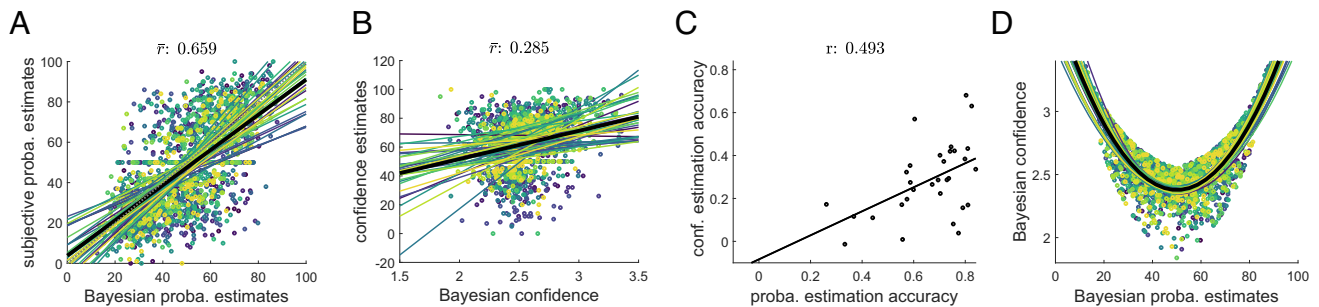 A
r̄: 0.659
subjective proba. estimates
100
80
60
40
20
0
0 20 40 60 80 100
Bayesian proba. estimates
B
r̄: 0.285
confidence estimates
120
100
80
60
40
20
0
-20
1.5 2 2.5 3 3.5
Bayesian confidence
C
r: 0.493
conf. estimation accuracy
0.8
0.6
0.4
0.2
0
0 0.2 0.4 0.6 0.8
proba. estimation accuracy
D
Bayesian confidence
3
2.5
2
0 20 40 60 80 100
Bayesian proba. estimates